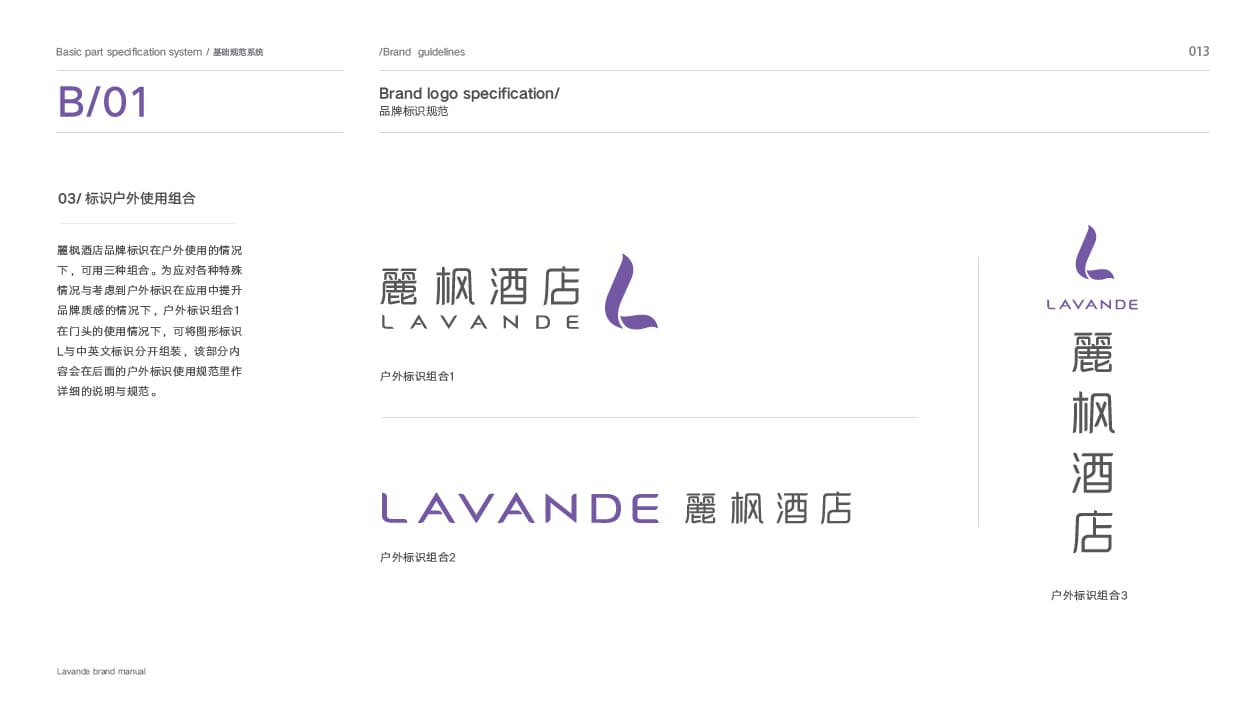 Basic part specification system / 基础规范系统
/Brand guidelines
013
B/01
Brand logo specification/
品牌标识规范
03/ 标识户外使用组合
麗枫酒店品牌标识在户外使用的情况
下，可用三种组合。为应对各种特殊
情况与考虑到户外标识在应用中提升
品牌质感的情况下，户外标识组合1
在门头的使用情况下，可将图形标识
L与中英文标识分开组装，该部分内
容会在后面的户外标识使用规范里作
详细的说明与规范。
麗枫酒店
LAVANDE
户外标识组合1
LAVANDE 麗枫酒店
户外标识组合2
LAVANDE
麗
枫
酒
店
户外标识组合3
Lavande brand manual